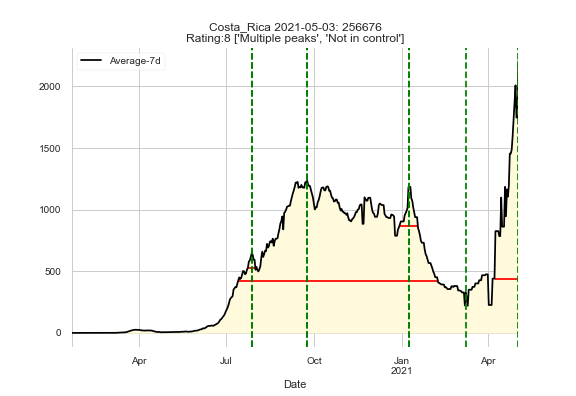 Costa_Rica 2021-05-03: 256676
Rating:8 ['Multiple peaks', 'Not in control']
Average-7d
2000
1500
1000
500
0
Apr
Jul
Oct
Jan
2021
Apr
Date